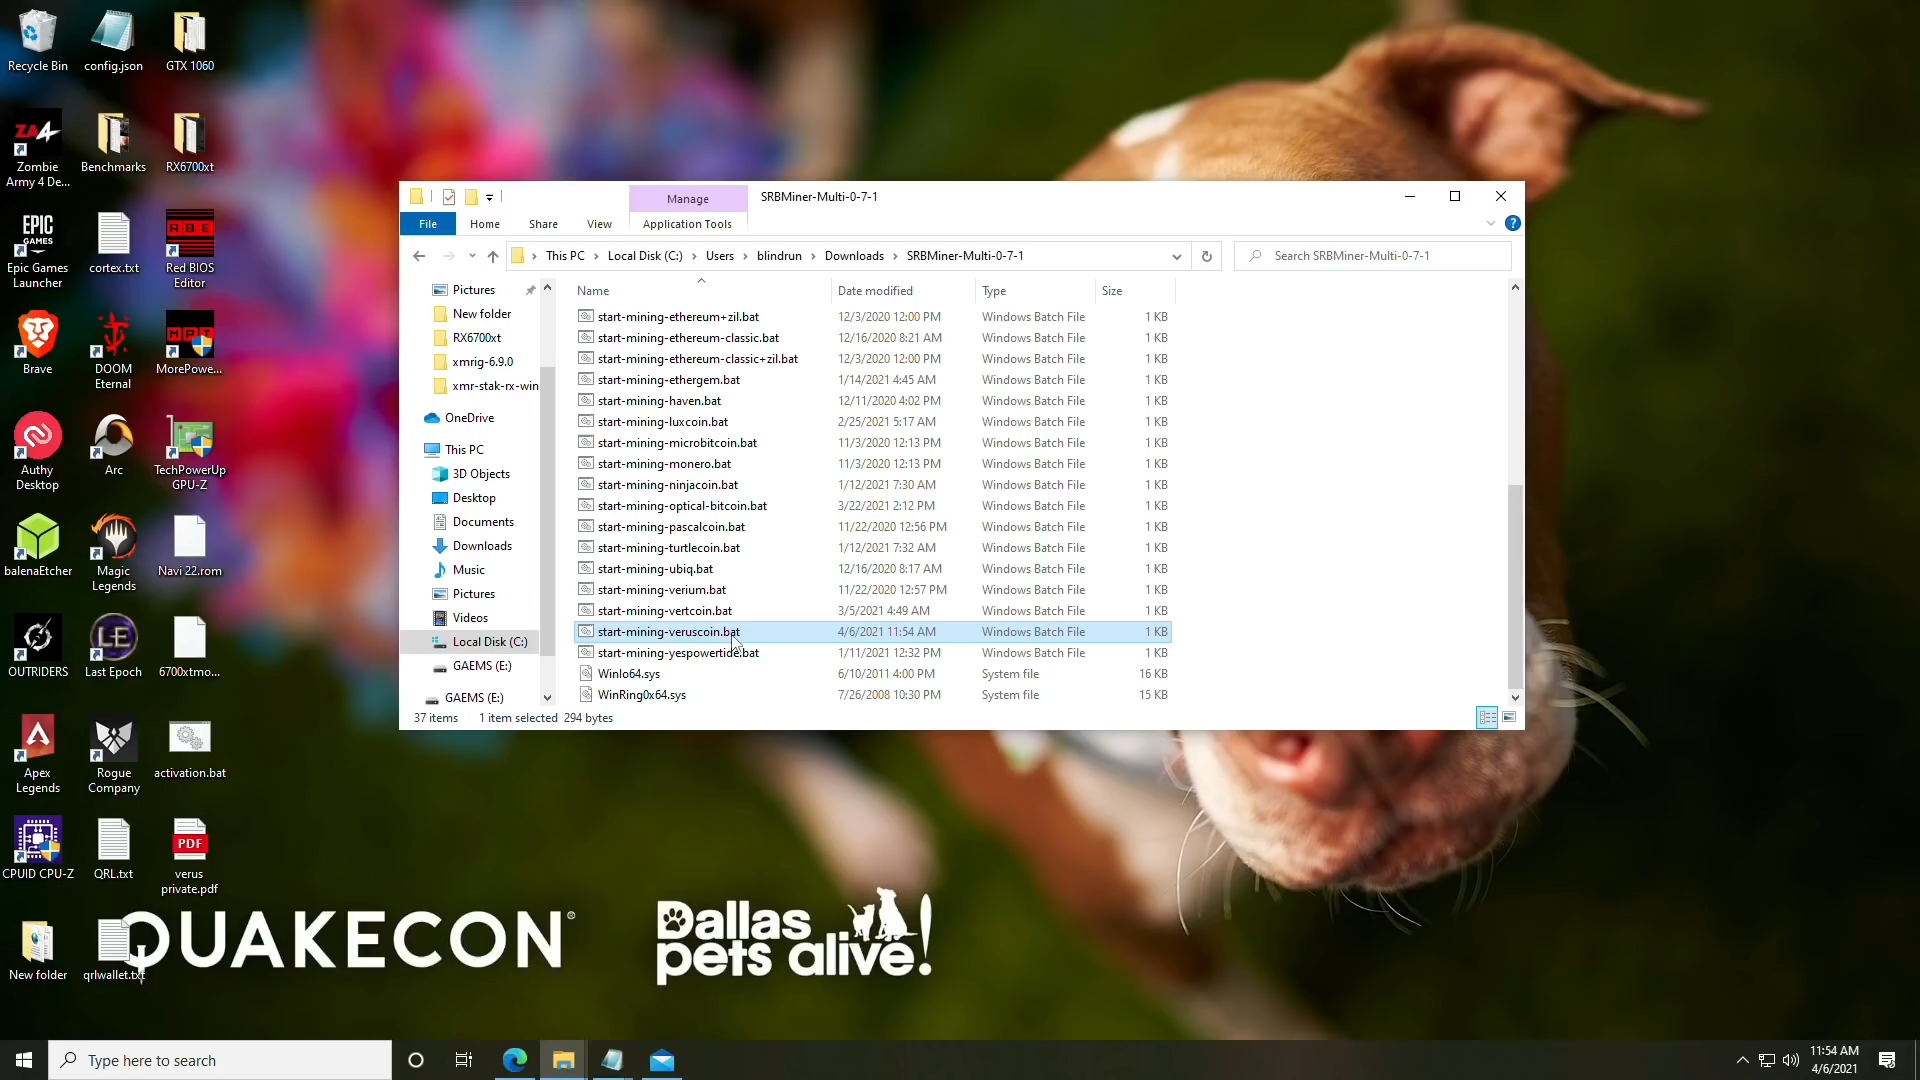 Recycle Bin
config.json
GTX 1060
Zombie
Army 4 De...
Benchmarks
RX6700xt
EPIC
GAMES
Epic Games
Launcher
cortex.txt
RBE
Red BIOS
Editor
Brave
DOOM
Eternal
MPT
MorePowe...
Authy
Desktop
Arc
TechPowerUp
GPU-Z
balenaEtcher
Magic
Legends
Navi 22.rom
OUTRIDERS
LE
Last Epoch
6700xtmo...
Apex
Legends
Rogue
Company
activation.bat
CPUID CPU-Z
QRL.txt
PDF
verus
private.pdf
New folder
qrlwallet.txt
Manage
SRBMiner-Multi-0-7-1
File
Home
Share
View
Application Tools
This PC
Local Disk (C:)
Users
blindrun
Downloads
SRBMiner-Multi-0-7-1
Search SRBMiner-Multi-0-7-1
Pictures
New folder
RX6700xt
xmrig-6.9.0
xmr-stak-rx-win
OneDrive
This PC
3D Objects
Desktop
Documents
Downloads
Music
Pictures
Videos
Local Disk (C:)
GAEMS (E:)
GAEMS (E:)
Name Date modified Type Size
start-mining-ethereum+zil.bat 12/3/2020 12:00 PM Windows Batch File 1 KB
start-mining-ethereum-classic.bat 12/16/2020 8:21 AM Windows Batch File 1 KB
start-mining-ethereum-classic+zil.bat 12/3/2020 12:00 PM Windows Batch File 1 KB
start-mining-ethergem.bat 1/14/2021 4:45 AM Windows Batch File 1 KB
start-mining-haven.bat 12/11/2020 4:02 PM Windows Batch File 1 KB
start-mining-luxcoin.bat 2/25/2021 5:17 AM Windows Batch File 1 KB
start-mining-microbitcoin.bat 11/3/2020 12:13 PM Windows Batch File 1 KB
start-mining-monero.bat 11/3/2020 12:13 PM Windows Batch File 1 KB
start-mining-ninjacoin.bat 1/12/2021 7:30 AM Windows Batch File 1 KB
start-mining-optical-bitcoin.bat 3/22/2021 2:12 PM Windows Batch File 1 KB
start-mining-pascalcoin.bat 11/22/2020 12:56 PM Windows Batch File 1 KB
start-mining-turtlecoin.bat 1/12/2021 7:32 AM Windows Batch File 1 KB
start-mining-ubiq.bat 12/16/2020 8:17 AM Windows Batch File 1 KB
start-mining-verium.bat 11/22/2020 12:57 PM Windows Batch File 1 KB
start-mining-vertcoin.bat 3/5/2021 4:49 AM Windows Batch File 1 KB
start-mining-veruscoin.bat 4/6/2021 11:54 AM Windows Batch File 1 KB
start-mining-yespowertide.bat 1/11/2021 12:32 PM Windows Batch File 1 KB
WinIo64.sys 6/10/2011 4:00 PM System file 16 KB
WinRing0x64.sys 7/26/2008 10:30 PM System file 15 KB
37 items 1 item selected 294 bytes
QUAKECON®
Dallas
pets alive!
Type here to search
11:54 AM
4/6/2021